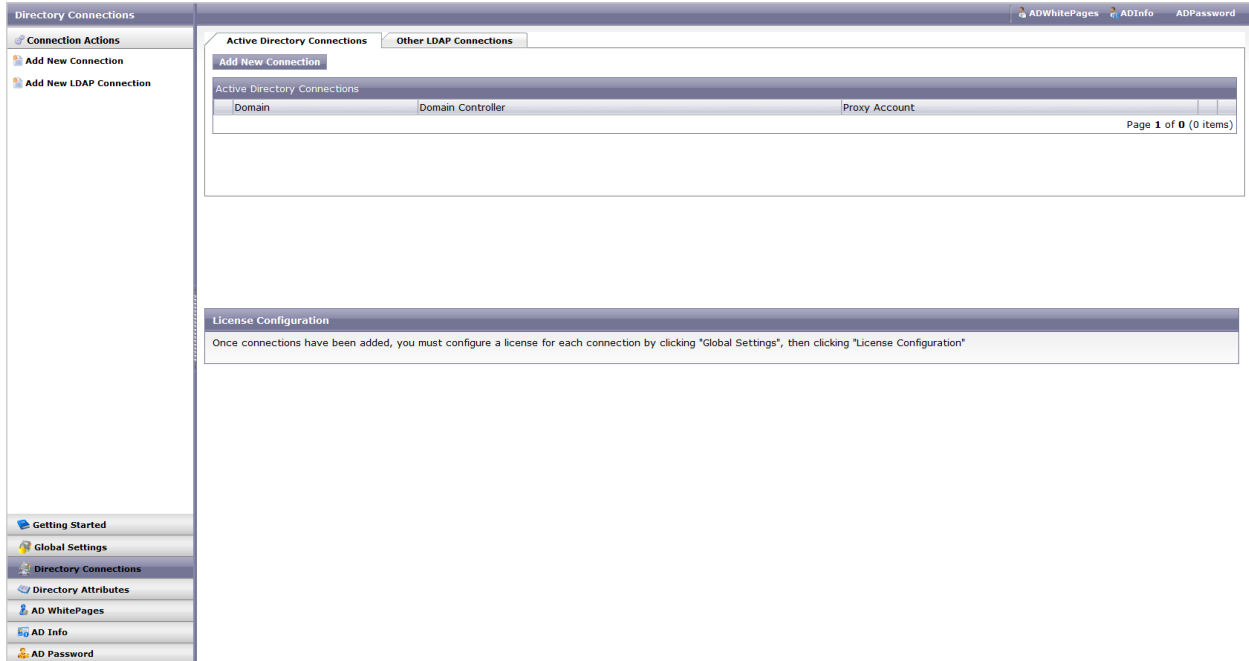 Directory Connections
ADWhitePages ADInfo ADPassword
Connection Actions
Add New Connection
Add New LDAP Connection
Active Directory Connections Other LDAP Connections
Add New Connection
Active Directory Connections
Domain Domain Controller Proxy Account
Page 1 of 0 (0 items)
License Configuration
Once connections have been added, you must configure a license for each connection by clicking "Global Settings", then clicking "License Configuration"
Getting Started
Global Settings
Directory Connections
Directory Attributes
AD WhitePages
AD Info
AD Password